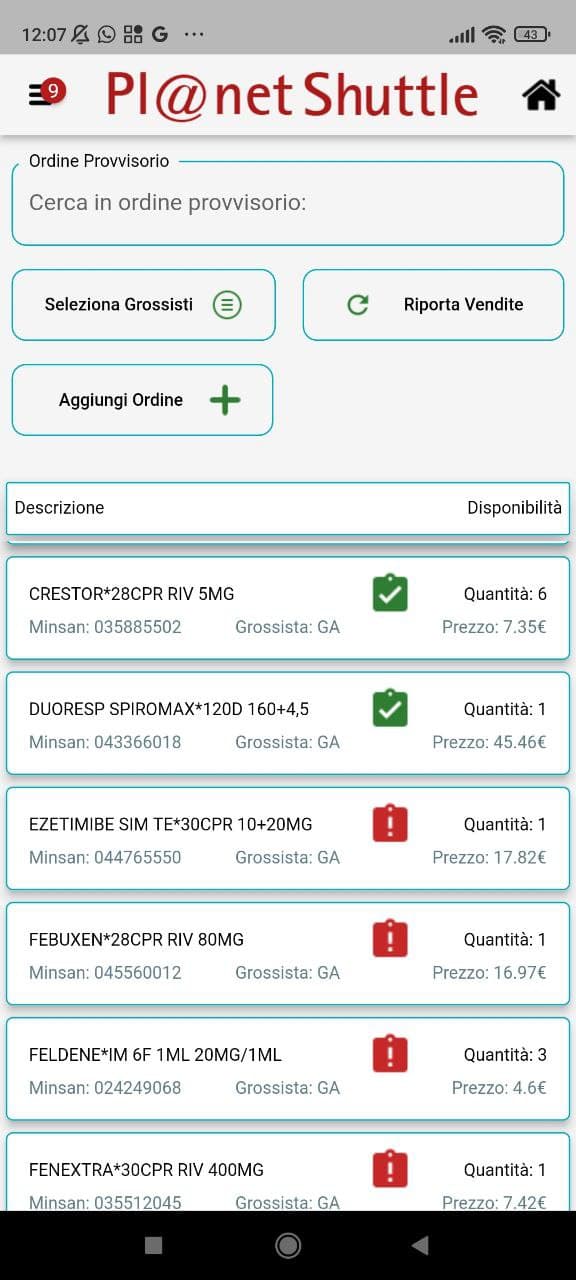 12:07 G ... 43
9 Pl@net Shuttle
Ordine Provvisorio
Cerca in ordine provvisorio:
Seleziona Grossisti Riporta Vendite
Aggiungi Ordine
Descrizione Disponibilità
CRESTOR*28CPR RIV 5MG Quantità: 6
Minsan: 035885502 Grossista: GA Prezzo: 7.35€
DUORESP SPIROMAX*120D 160+4,5 Quantità: 1
Minsan: 043366018 Grossista: GA Prezzo: 45.46€
EZETIMIBE SIM TE*30CPR 10+20MG Quantità: 1
Minsan: 044765550 Grossista: GA Prezzo: 17.82€
FEBUXEN*28CPR RIV 80MG Quantità: 1
Minsan: 045560012 Grossista: GA Prezzo: 16.97€
FELDENE*IM 6F 1ML 20MG/1ML Quantità: 3
Minsan: 024249068 Grossista: GA Prezzo: 4.6€
FENEXTRA*30CPR RIV 400MG Quantità: 1
Minsan: 035512045 Grossista: GA Prezzo: 7.42€